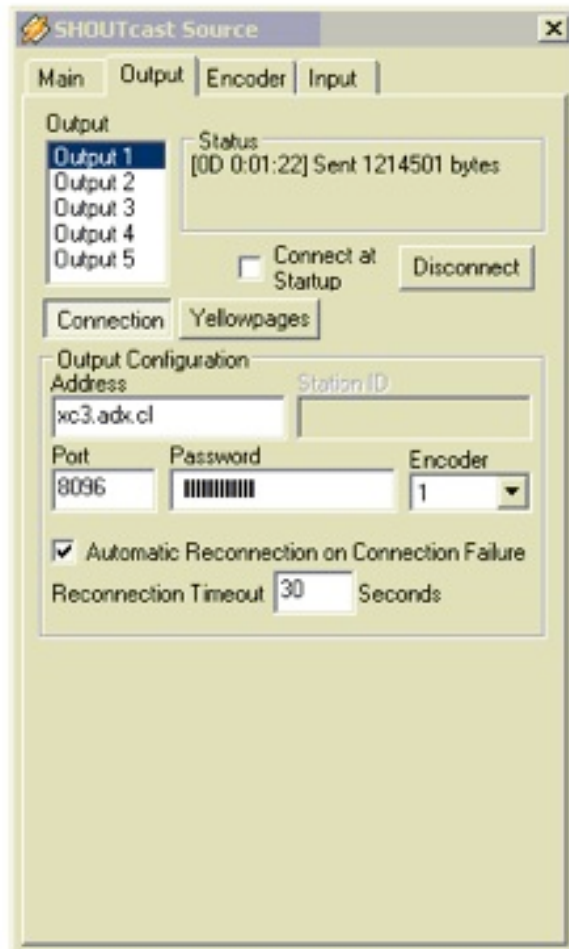 SHOUTcast Source
Main Output Encoder Input
Output
Output 1
Output 2
Output 3
Output 4
Output 5
Status
[0D 0:01:22] Sent 1214501 bytes
Connect at
Startup
Disconnect
Connection Yellowpages
Output Configuration
Address Station ID
xc3.adx.cl
Port Password Encoder
8096 1
Automatic Reconnection on Connection Failure
Reconnection Timeout 30 Seconds